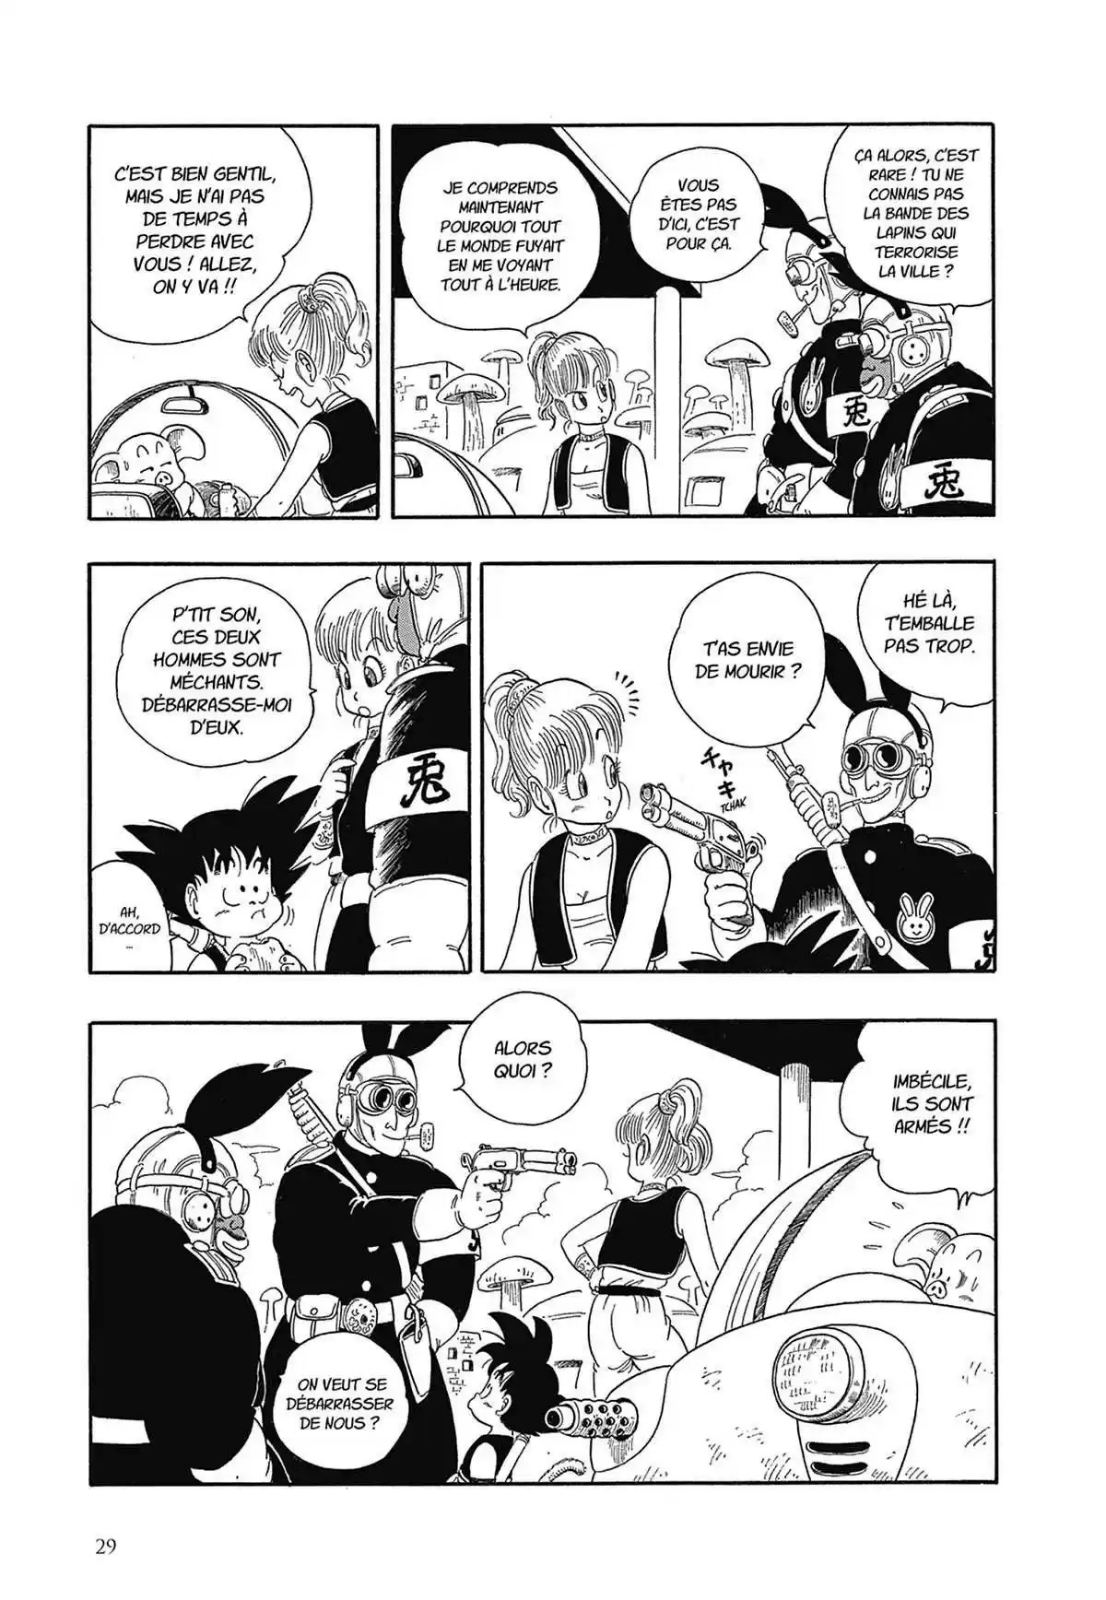 ÇA ALORS, C'EST
RARE ! TU NE
CONNAIS PAS
LA BANDE DES
LAPINS QUI
TERRORISE
LA VILLE ?
VOUS
ÊTES PAS
D'ICI, C'EST
POUR ÇA.
JE COMPRENDS
MAINTENANT
POURQUOI TOUT
LE MONDE FUYAIT
EN ME VOYANT
TOUT À L'HEURE.
兎
兎
C'EST BIEN GENTIL,
MAIS JE N'AI PAS
DE TEMPS À
PERDRE AVEC
VOUS ! ALLEZ,
ON Y VA !!
HÉ LÀ,
T'EMBALLE
PAS TROP.
T'AS ENVIE
DE MOURIR ?
チャキ
TCHAK
P'TIT SON,
CES DEUX
HOMMES SONT
MÉCHANTS.
DÉBARRASSE-MOI
D'EUX.
兎
AH,
D'ACCORD
...
IMBÉCILE,
ILS SONT
ARMÉS !!
ALORS
QUOI ?
ON VEUT SE
DÉBARRASSER
DE NOUS ?
29